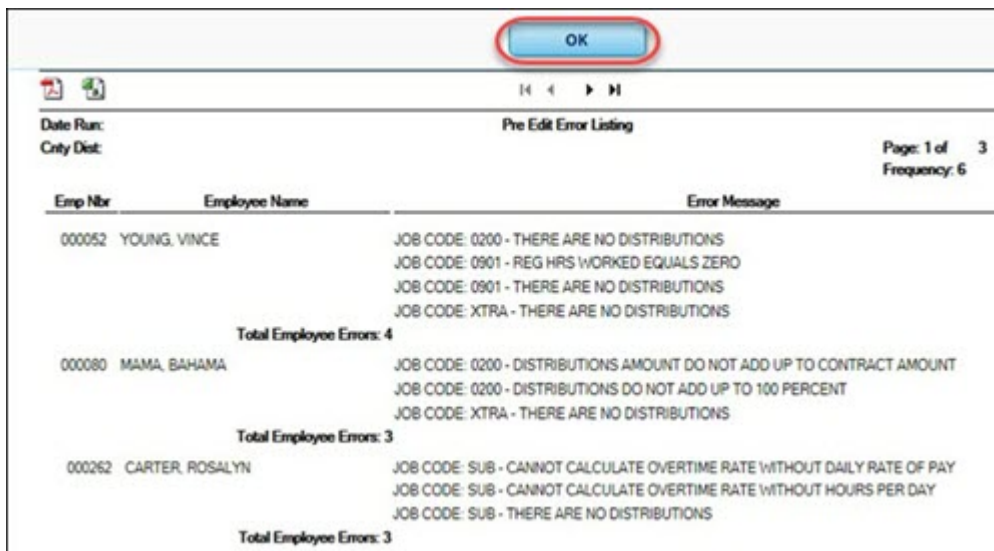 OK
Date Run: Pre Edit Error Listing
Cnty Dist: Page: 1 of 3
Frequency: 6
Emp Nbr Employee Name Error Message
000052 YOUNG, VINCE JOB CODE: 0200 - THERE ARE NO DISTRIBUTIONS
JOB CODE: 0901 - REG HRS WORKED EQUALS ZERO
JOB CODE: 0901 - THERE ARE NO DISTRIBUTIONS
JOB CODE: XTRA - THERE ARE NO DISTRIBUTIONS
Total Employee Errors: 4
000080 MAMA, BAHAMA JOB CODE: 0200 - DISTRIBUTIONS AMOUNT DO NOT ADD UP TO CONTRACT AMOUNT
JOB CODE: 0200 - DISTRIBUTIONS DO NOT ADD UP TO 100 PERCENT
JOB CODE: XTRA - THERE ARE NO DISTRIBUTIONS
Total Employee Errors: 3
000262 CARTER, ROSALYN JOB CODE: SUB - CANNOT CALCULATE OVERTIME RATE WITHOUT DAILY RATE OF PAY
JOB CODE: SUB - CANNOT CALCULATE OVERTIME RATE WITHOUT HOURS PER DAY
JOB CODE: SUB - THERE ARE NO DISTRIBUTIONS
Total Employee Errors: 3